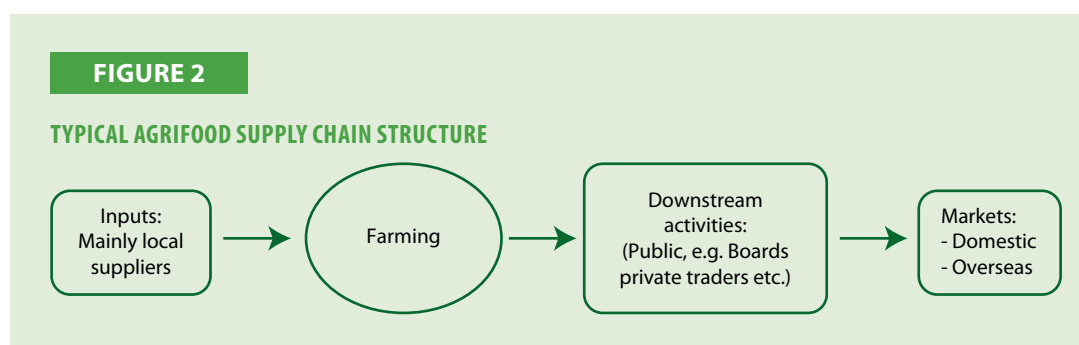 FIGURE 2
TYPICAL AGRIFOOD SUPPLY CHAIN STRUCTURE
Inputs:
Mainly local
suppliers
Farming
Downstream
activities:
(Public, e.g. Boards
private traders etc.)
Markets:
- Domestic
- Overseas